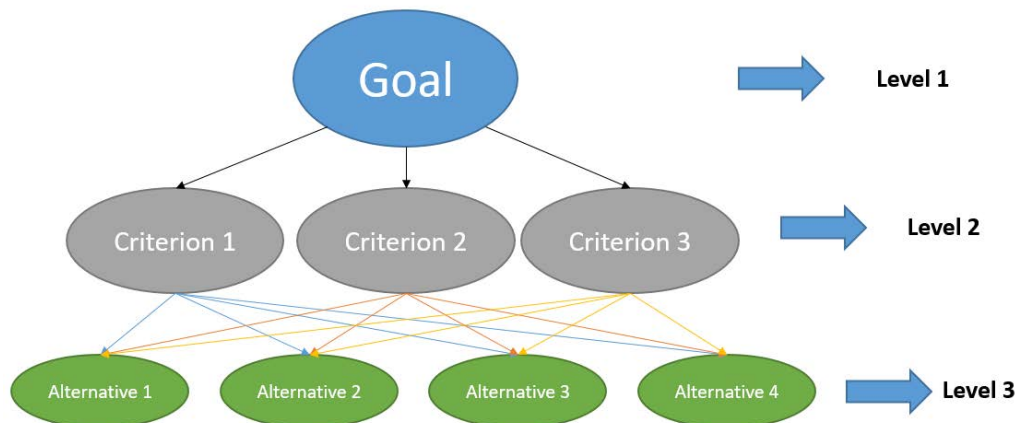 Goal
Level 1
Criterion 1
Criterion 2
Criterion 3
Level 2
Alternative 1
Alternative 2
Alternative 3
Alternative 4
Level 3